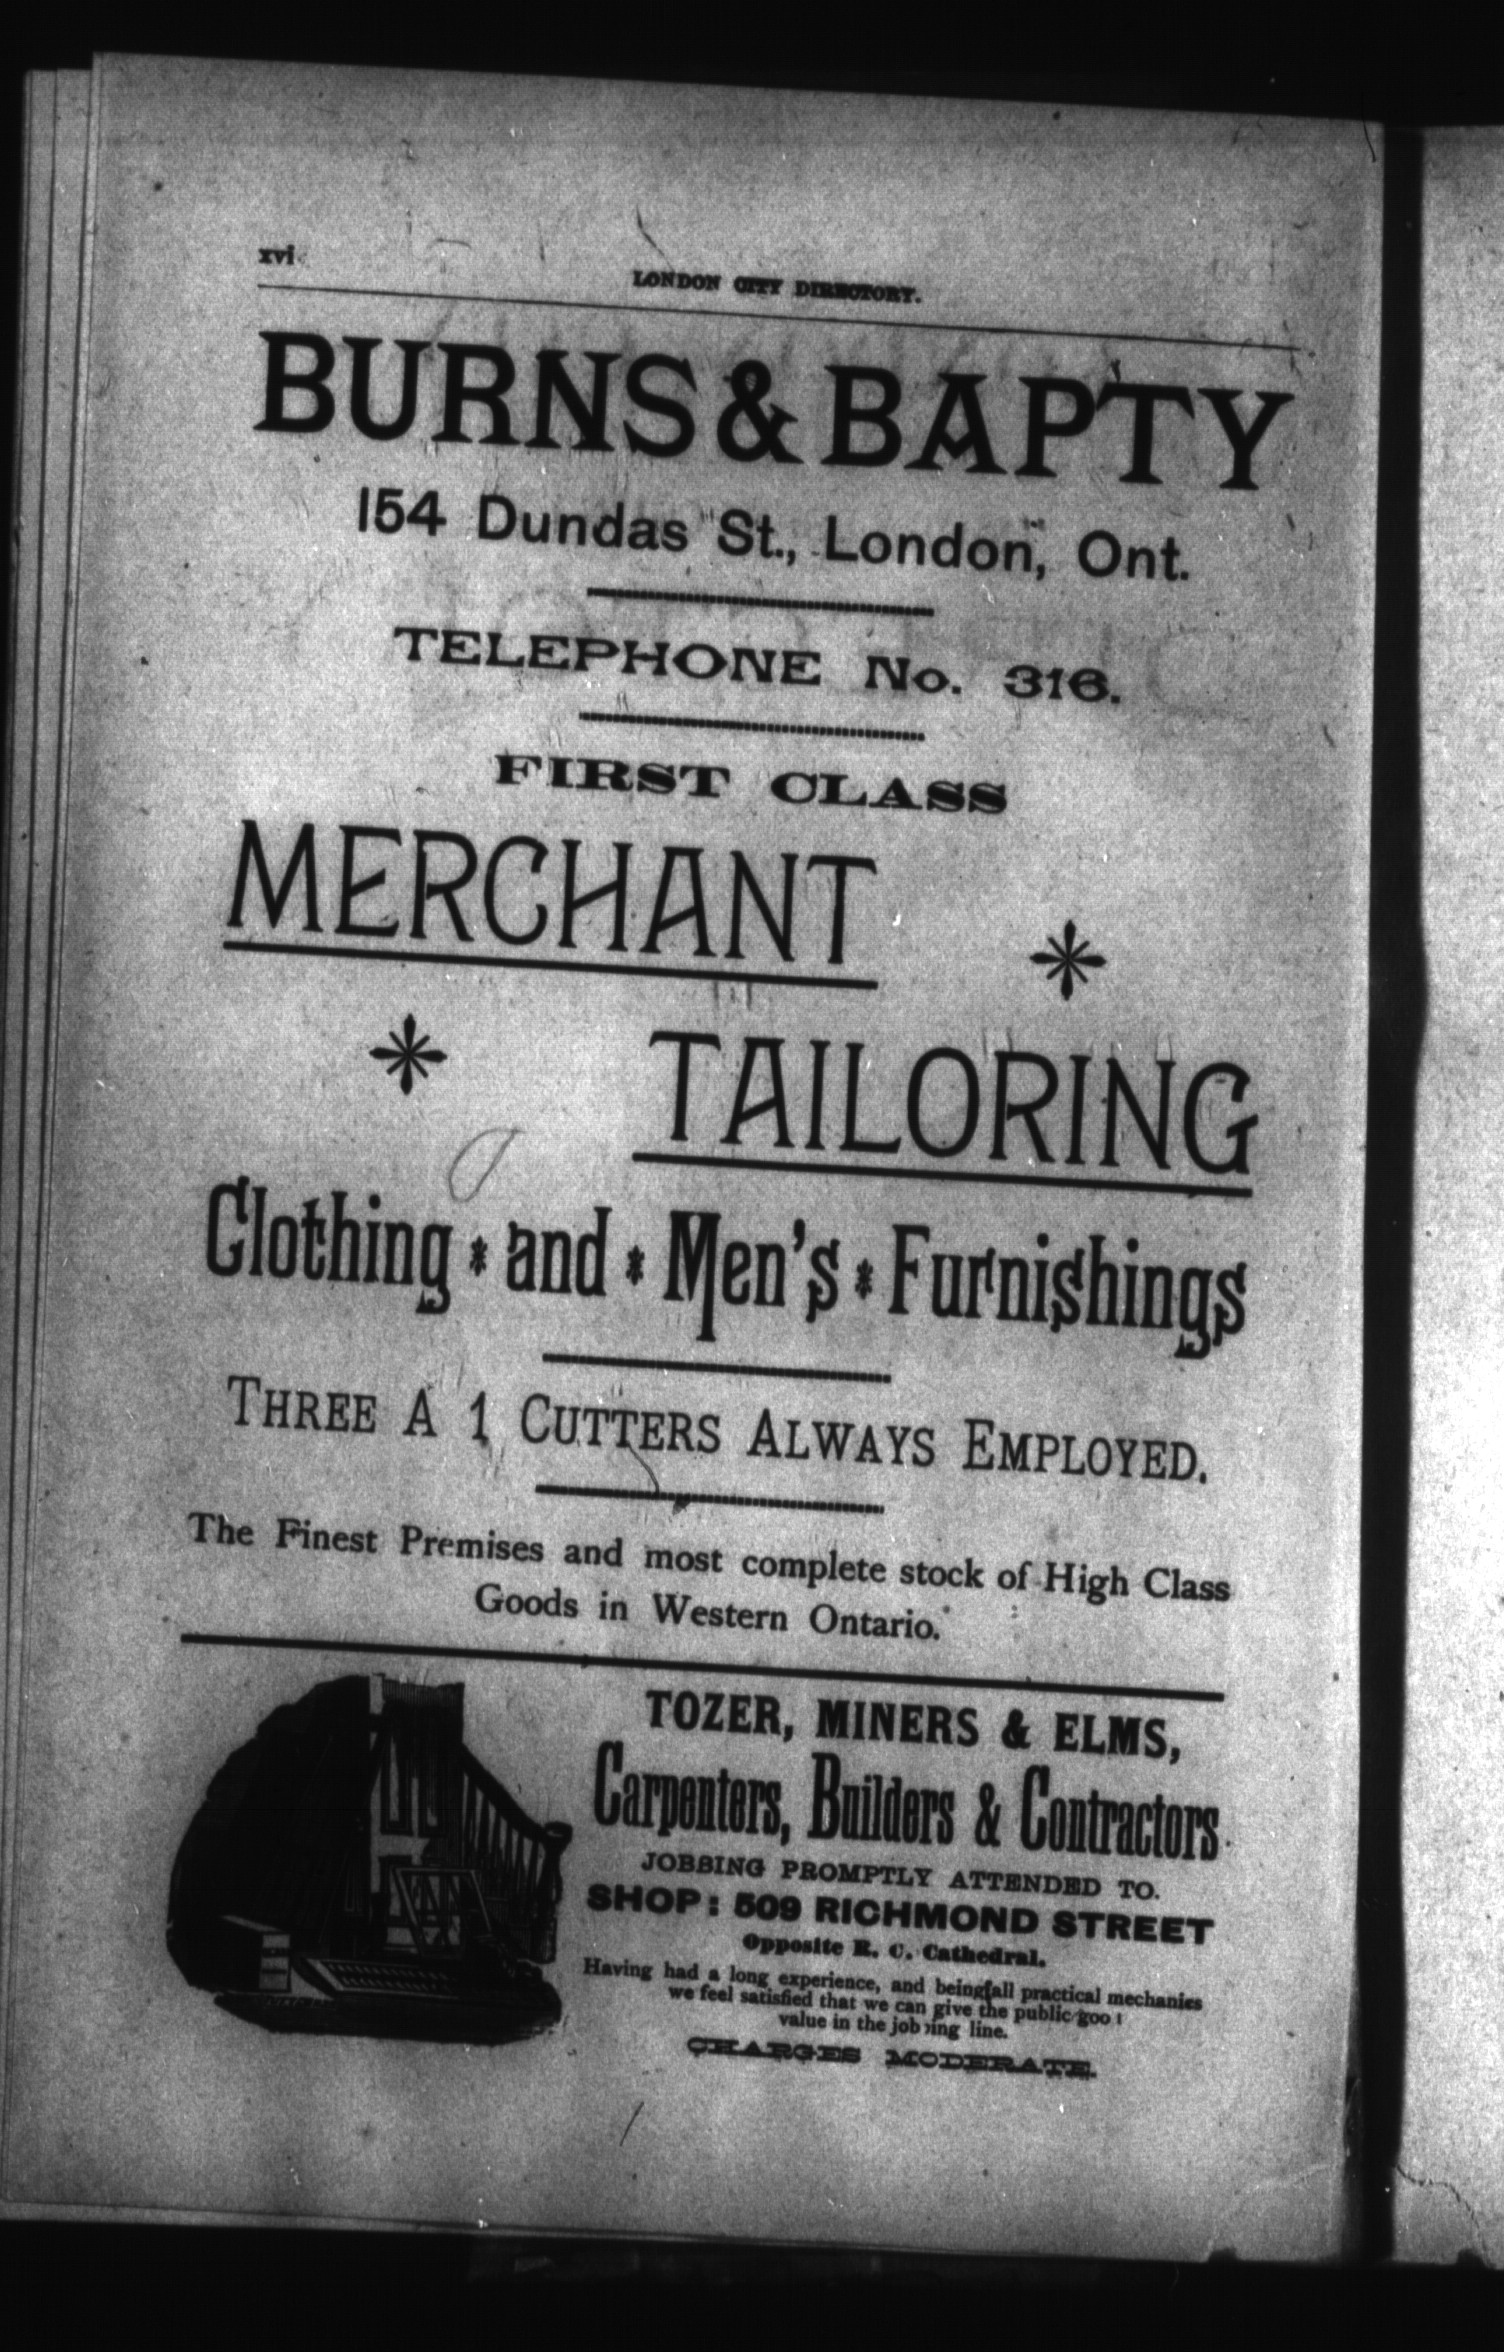 xvi
LONDON CITY DIRECTORY.
BURNS & BAPTY
154 Dundas St., London, Ont.
TELEPHONE No. 316.
FIRST CLASS
MERCHANT
TAILORING
Clothing * and * Men's * Furnishings
THREE A 1 CUTTERS ALWAYS EMPLOYED.
The Finest Premises and most complete stock of High Class
Goods in Western Ontario.
TOZER, MINERS & ELMS,
Carpenters, Builders & Contractors
JOBBING PROMPTLY ATTENDED TO.
SHOP: 509 RICHMOND STREET
Opposite R. C. Cathedral.
Having had a long experience, and being all practical mechanics
we feel satisfied that we can give the public good
value in the jobbing line.
CHARGES MODERATE.